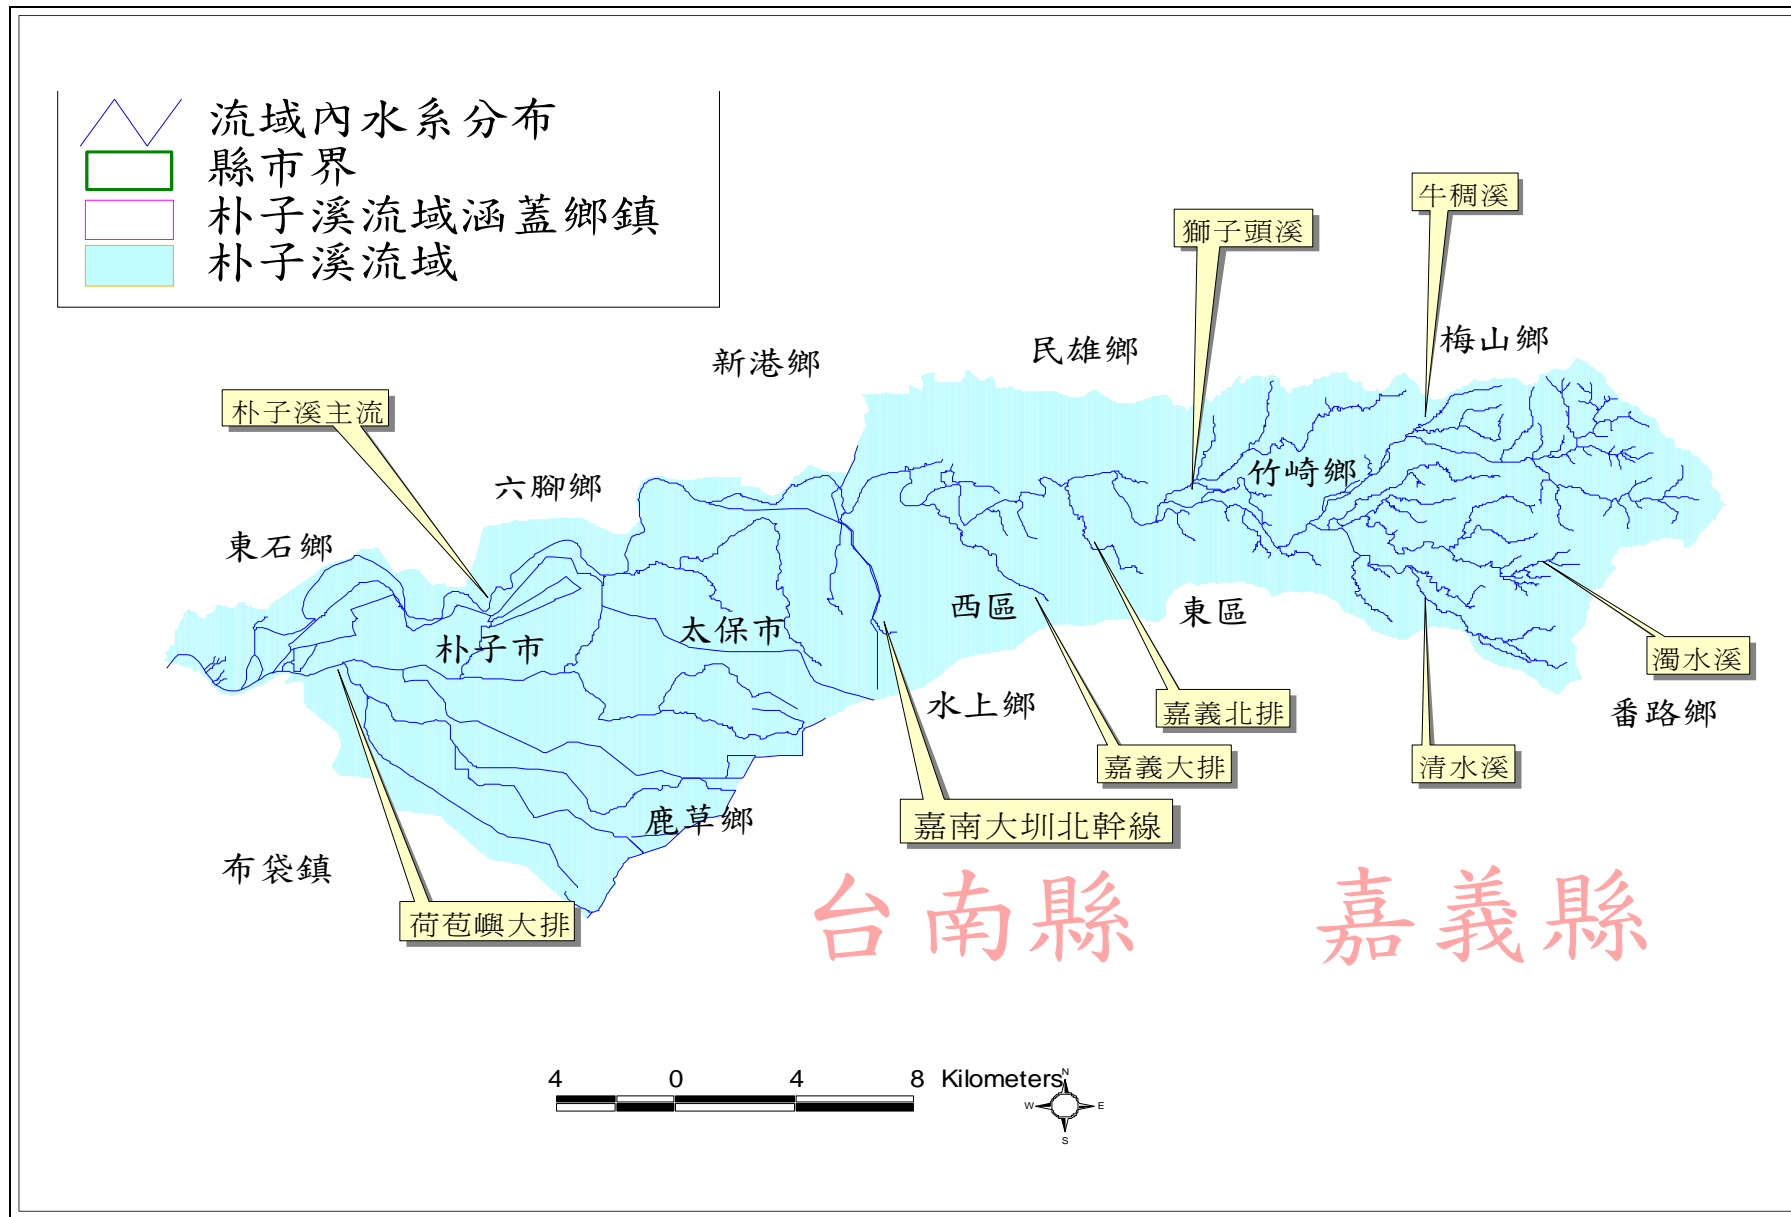 流域內水系分布
縣市界
朴子溪流域涵蓋鄉鎮
朴子溪流域
牛稠溪
獅子頭溪
梅山鄉
民雄鄉
新港鄉
朴子溪主流
竹崎鄉
六腳鄉
東石鄉
西區
東區
太保市
朴子市
濁水溪
水上鄉
嘉義北排
番路鄉
嘉義大排
清水溪
鹿草鄉
嘉南大圳北幹線
布袋鎮
荷苞嶼大排
台南縣
嘉義縣
4 0 4 8 Kilometers
N
W E
S